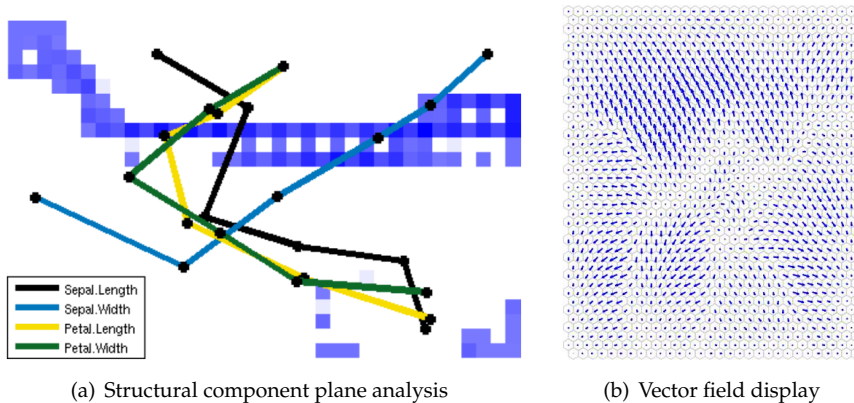 Sepal.Length
Sepal.Width
Petal.Length
Petal.Width
(a) Structural component plane analysis
(b) Vector field display